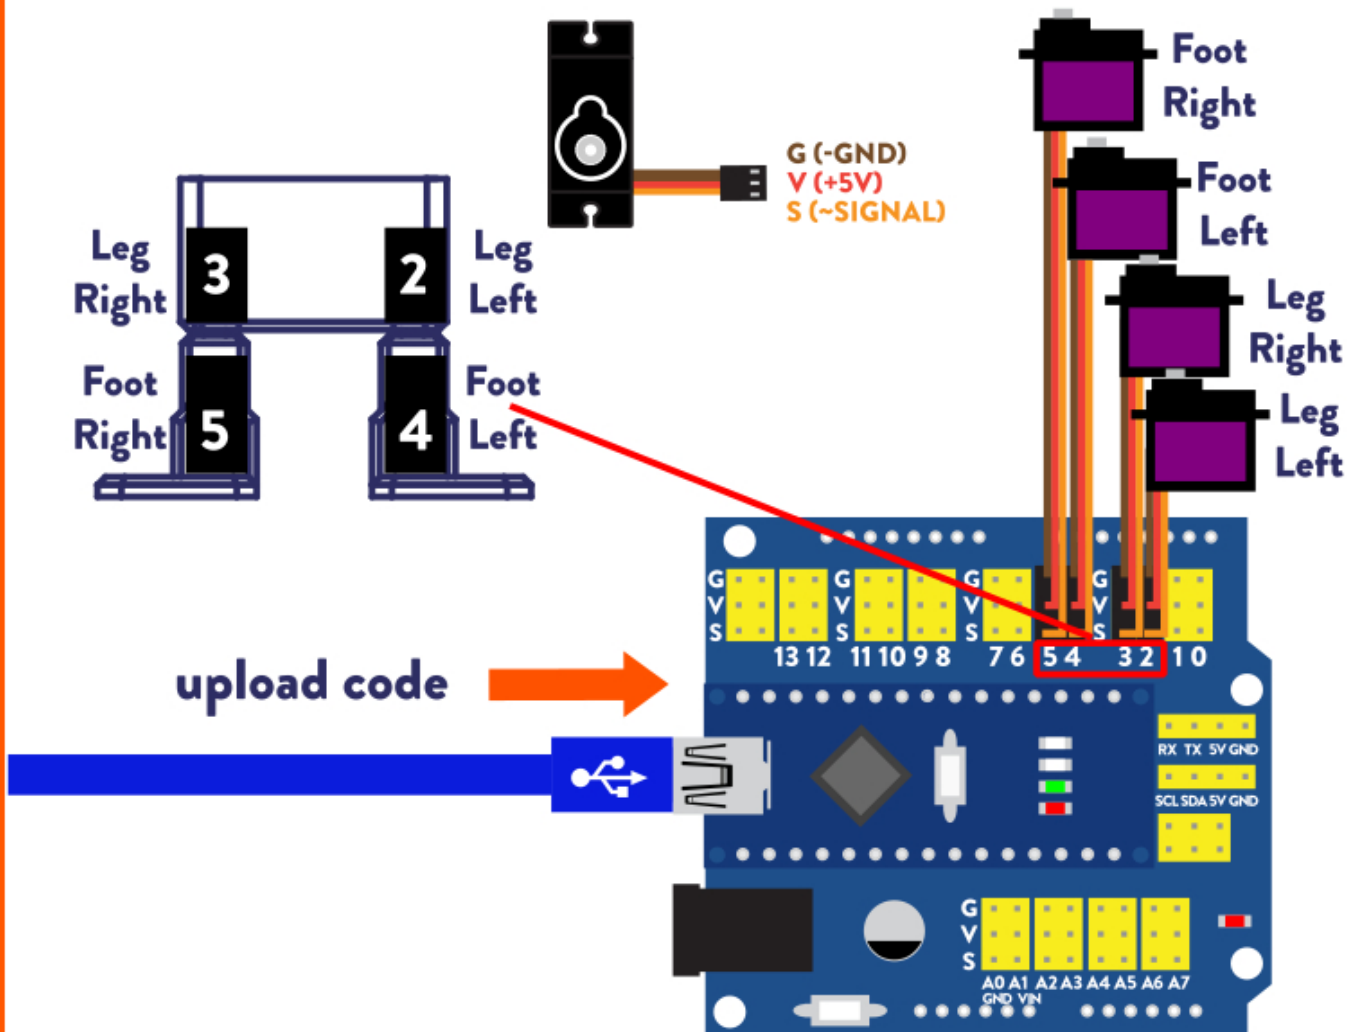 Foot
Right
G (-GND)
V (+5V)
S (~SIGNAL)
Foot
Left
Leg
Right
3
2
Leg
Left
Leg
Right
Foot
Right
5
4
Foot
Left
Leg
Left
G
V
S
G
V
S
G
V
S
G
V
S
13 12 11 10 9 8 7 6 5 4 3 2 1 0
upload code
RX TX 5V GND
SCL SDA 5V GND
G
V
S
A0 A1 A2 A3 A4 A5 A6 A7
GND VIN